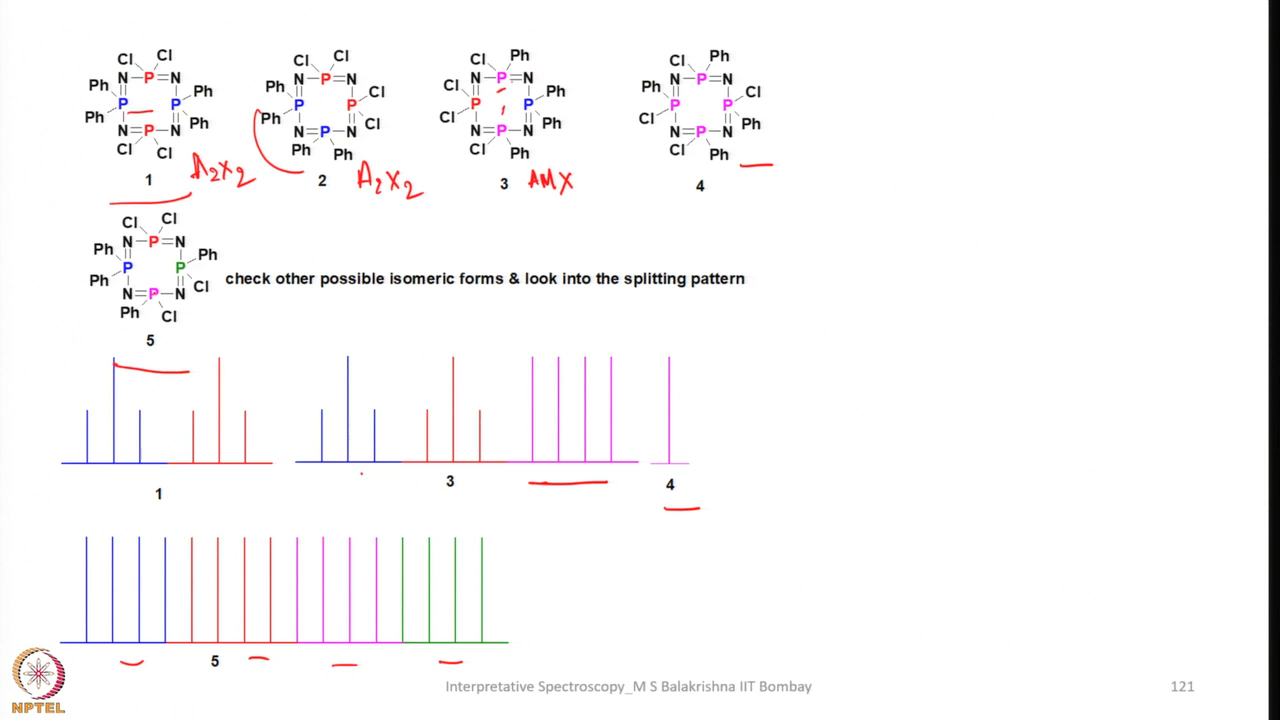 Cl Cl Cl Cl Cl Ph Cl Ph
Ph N P N Ph N P N Cl N P N Ph N P N Cl
Ph P P Ph P P Cl P P Ph P P
Ph Ph Ph Cl Cl Ph Cl Ph
N P N N P N N P N N P N
Cl Cl Ph Ph Cl Ph Cl Ph
1 A2X2 2 A2X2 3 AMX 4
Cl Cl
Ph N P N Ph
P P
Ph N P N Cl
Ph Cl
check other possible isomeric forms & look into the splitting pattern
5
1 3 4
5
NPTEL
Interpretative Spectroscopy_M S Balakrishna IIT Bombay
121